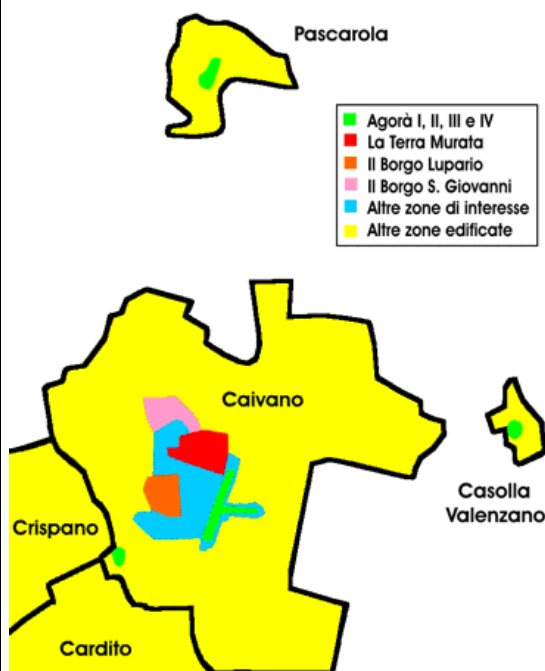 Pascarola
Agorà I, II, III e IV
La Terra Murata
Il Borgo Lupario
Il Borgo S. Giovanni
Altre zone di interesse
Altre zone edificate
Caivano
Casolla
Valenzano
Crispano
Cardito